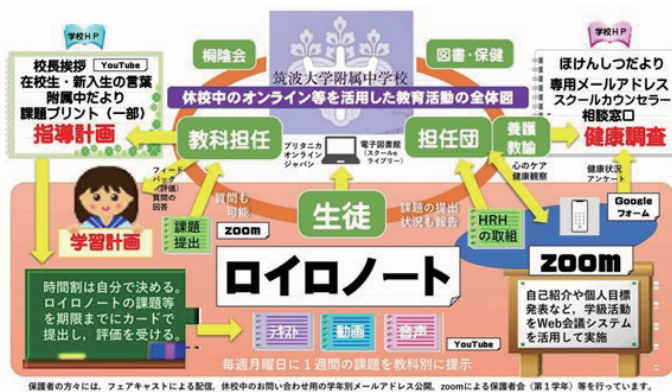 学校HP
校長挨拶 YouTube
在校生・新入生の言葉
附属中だより
課題プリント（一部）
指導計画
桐陰会
図書・保健
筑波大学附属中学校
休校中のオンライン等を活用した教育活動の全体図
学校HP
ほけんしつだより
専用メールアドレス
スクールカウンセラー
相談窓口
健康調査
教科担任
ブリタニカ
オンライン
ジャパン
電子図書館
（スクールe
ライブラリー）
担任団
養護
教諭
フィード
バック
（評価）
質問の
回答
学習計画
課題
提出
質問も
可能
zoom
生徒
課題の提出
状況も報告
HRH
の取組
心のケア
健康観察
健康状況
アンケート
Google
フォーム
時間割は自分で決める。
ロイロノートの課題等
を期限までにカードで
提出し、評価を受ける。
ロイロノート
テキスト
動画
音声
YouTube
毎週月曜日に１週間の課題を教科別に提示
zoom
自己紹介や個人目標
発表など、学級活動
をWeb会議システム
を活用して実施
保護者の方々には、フェアキャストによる配信、休校中のお問い合わせ用の学年別メールアドレス公開、zoomによる保護者会（第１学年）等を行っています。